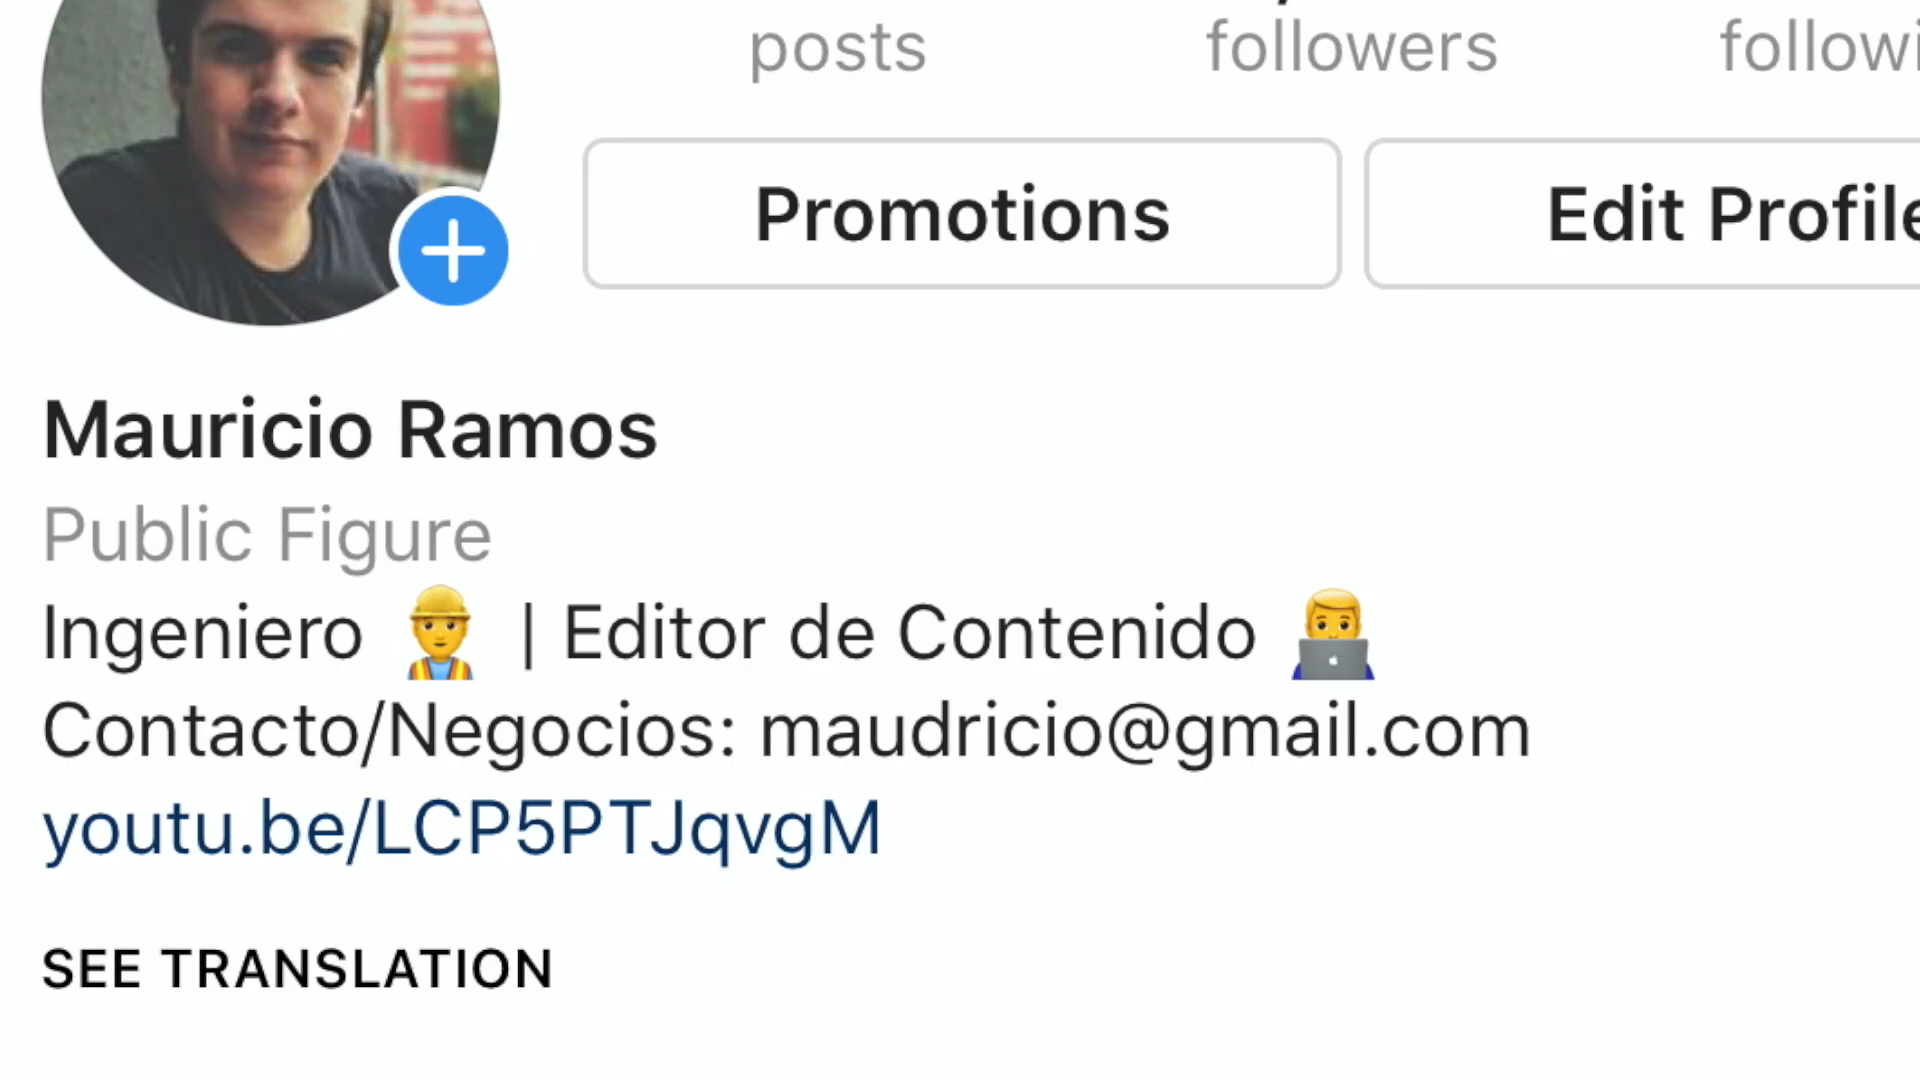 posts followers followi
Promotions Edit Profile
Mauricio Ramos
Public Figure
Ingeniero 👷 | Editor de Contenido 👨‍💻
Contacto/Negocios: maudricio@gmail.com
youtu.be/LCP5PTJqvgM
SEE TRANSLATION